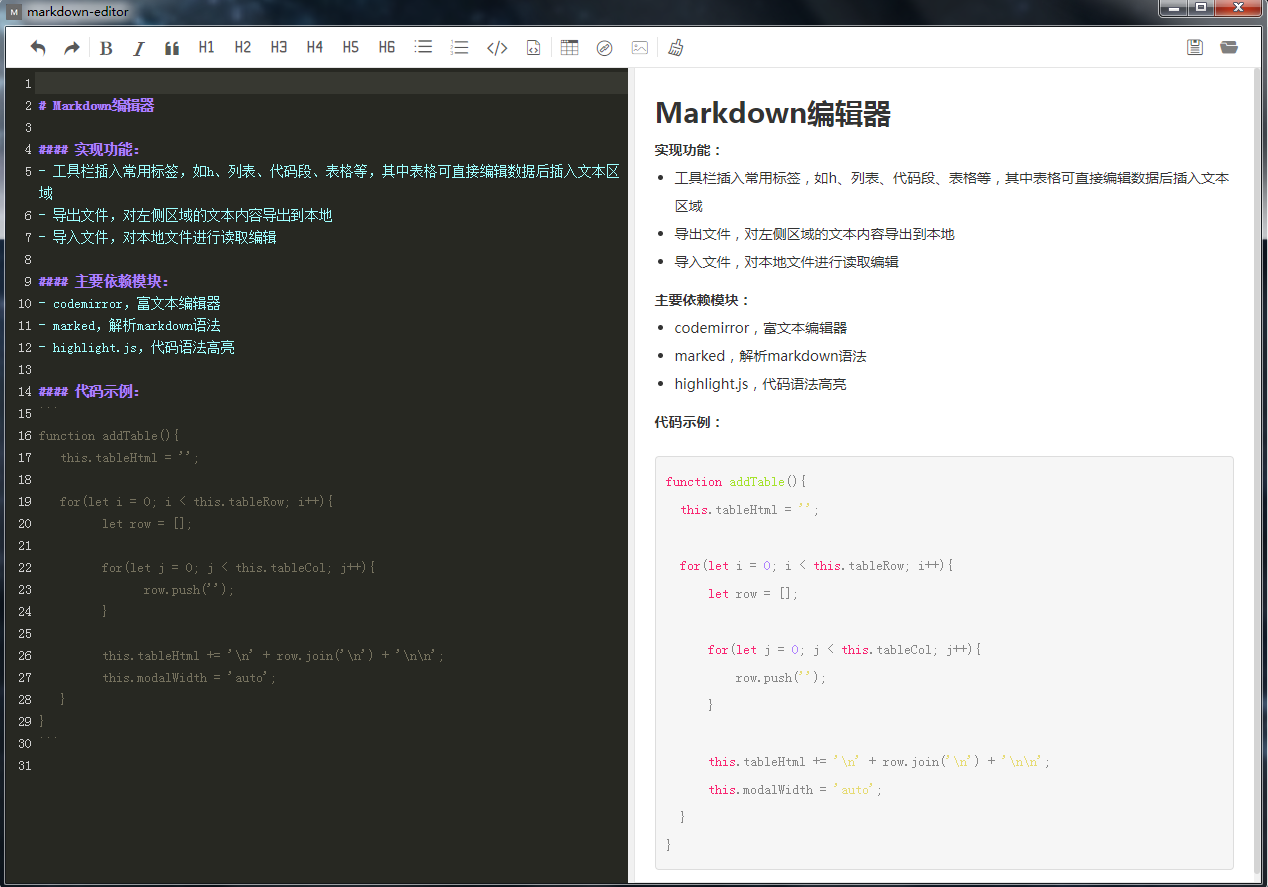 M markdown-editor
B I H1 H2 H3 H4 H5 H6
1
2 # Markdown编辑器
3
4 #### 实现功能：
5 - 工具栏插入常用标签，如h、列表、代码段、表格等，其中表格可直接编辑数据后插入文本区
域
6 - 导出文件，对左侧区域的文本内容导出到本地
7 - 导入文件，对本地文件进行读取编辑
8
9 #### 主要依赖模块：
10 - codemirror，富文本编辑器
11 - marked，解析markdown语法
12 - highlight.js，代码语法高亮
13
14 #### 代码示例：
15 ```
16 function addTable(){
17    this.tableHtml = '';
18
19    for(let i = 0; i < this.tableRow; i++){
20          let row = [];
21
22          for(let j = 0; j < this.tableCol; j++){
23                row.push('');
24          }
25
26          this.tableHtml += '\n' + row.join('\n') + '\n\n';
27          this.modalWidth = 'auto';
28    }
29 }
30 ```
31
Markdown编辑器
实现功能：
• 工具栏插入常用标签，如h、列表、代码段、表格等，其中表格可直接编辑数据后插入文本
区域
• 导出文件，对左侧区域的文本内容导出到本地
• 导入文件，对本地文件进行读取编辑
主要依赖模块：
• codemirror，富文本编辑器
• marked，解析markdown语法
• highlight.js，代码语法高亮
代码示例：
function addTable(){
  this.tableHtml = '';
  for(let i = 0; i < this.tableRow; i++){
      let row = [];
      for(let j = 0; j < this.tableCol; j++){
          row.push('');
      }
      this.tableHtml += '\n' + row.join('\n') + '\n\n';
      this.modalWidth = 'auto';
  }
}